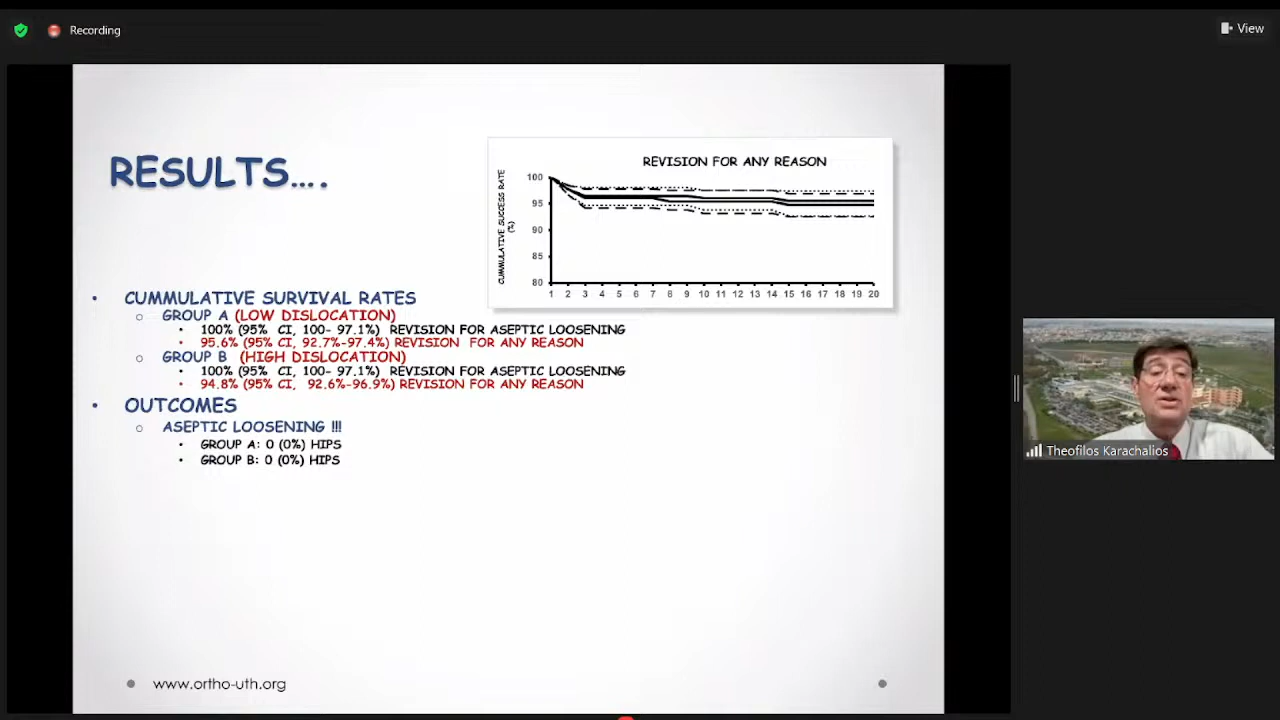 Recording
View
RESULTS....
REVISION FOR ANY REASON
CUMMULATIVE SUCCESS RATE
(%)
100
95
90
85
80
1 2 3 4 5 6 7 8 9 10 11 12 13 14 15 16 17 18 19 20
• CUMMULATIVE SURVIVAL RATES
○ GROUP A (LOW DISLOCATION)
• 100% (95% CI, 100- 97.1%) REVISION FOR ASEPTIC LOOSENING
• 95.6% (95% CI, 92.7%-97.4%) REVISION FOR ANY REASON
○ GROUP B (HIGH DISLOCATION)
• 100% (95% CI, 100- 97.1%) REVISION FOR ASEPTIC LOOSENING
• 94.8% (95% CI, 92.6%-96.9%) REVISION FOR ANY REASON
• OUTCOMES
○ ASEPTIC LOOSENING !!!
• GROUP A: 0 (0%) HIPS
• GROUP B: 0 (0%) HIPS
Theofilos Karachalios
www.ortho-uth.org